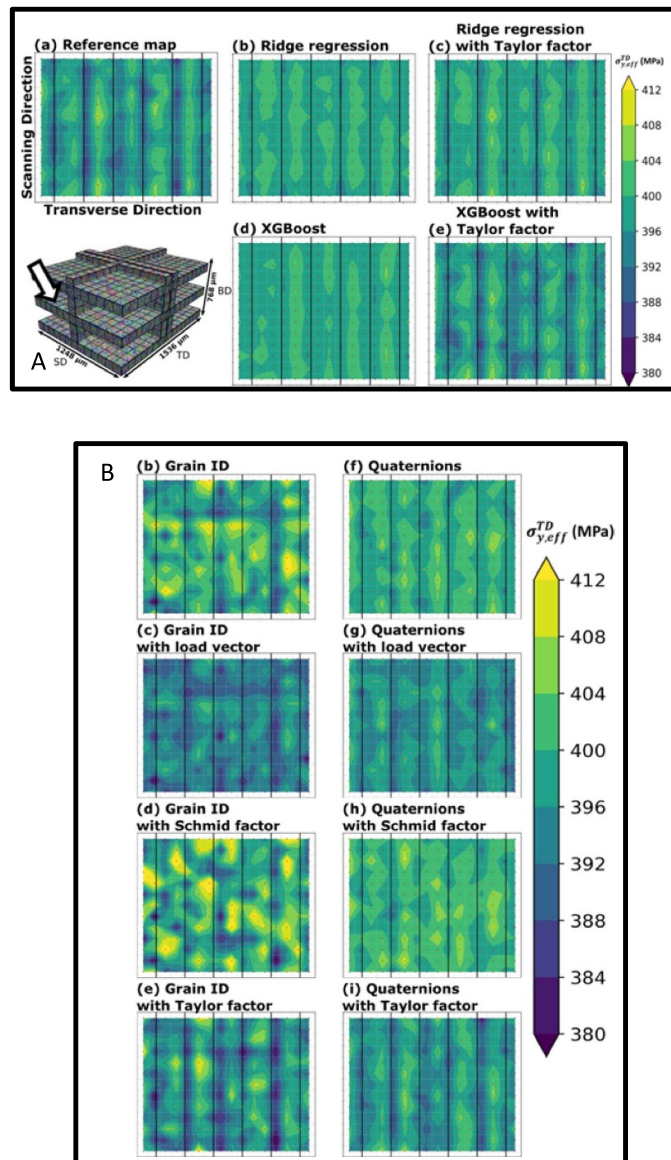 (a) Reference map
(b) Ridge regression
Ridge regression
(c) with Taylor factor
σ^{TD}_{y,eff} (MPa)
Scanning Direction
Transverse Direction
412
408
404
400
396
392
388
384
380
(d) XGBoost
XGBoost with
(e) Taylor factor
BD
768 μm
1248 μm
SD
1536 μm
TD
A
B
(b) Grain ID
(f) Quaternions
σ^{TD}_{y,eff} (MPa)
(c) Grain ID
with load vector
(g) Quaternions
with load vector
(d) Grain ID
with Schmid factor
(h) Quaternions
with Schmid factor
(e) Grain ID
with Taylor factor
(i) Quaternions
with Taylor factor
412
408
404
400
396
392
388
384
380